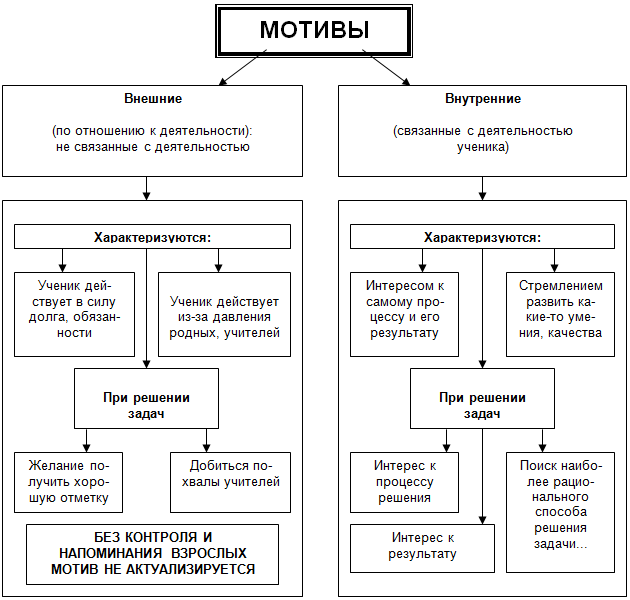 МОТИВЫ
Внешние
(по отношению к деятельности):
не связанные с деятельностью
Внутренние
(связанные с деятельностью
ученика)
Характеризуются:
Ученик дей-
ствует в силу
долга, обязан-
ности
Ученик действует
из-за давления
родных, учителей
При решении
задач
Желание по-
лучить хоро-
шую отметку
Добиться по-
хвалы учителей
БЕЗ КОНТРОЛЯ И
НАПОМИНАНИЯ ВЗРОСЛЫХ
МОТИВ НЕ АКТУАЛИЗИРУЕТСЯ
Характеризуются:
Интересом к
самому про-
цессу и его
результату
Стремлением
развить ка-
кие-то уме-
ния, качества
При решении
задач
Интерес к
процессу
решения
Поиск наибо-
лее рацио-
нального
способа
решения
задачи...
Интерес к
результату